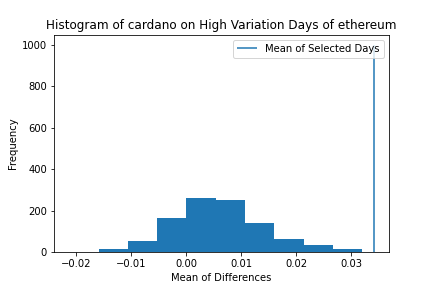 Histogram of cardano on High Variation Days of ethereum
Mean of Selected Days
1000
800
600
400
200
0
Frequency
−0.02 −0.01 0.00 0.01 0.02 0.03
Mean of Differences